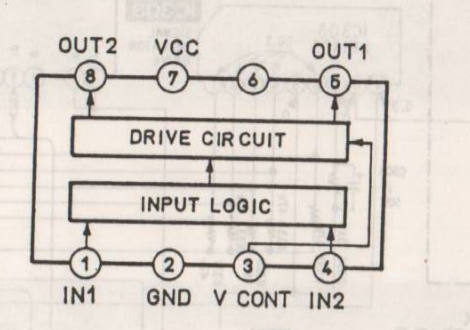 OUT2 VCC OUT1
8 7 6 5
DRIVE CIRCUIT
INPUT LOGIC
1 2 3 4
IN1 GND V CONT IN2